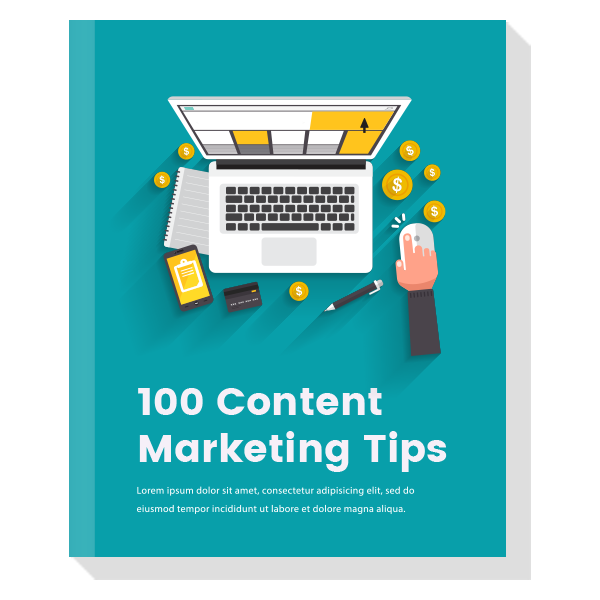 $
$
$
$
$
$
$
100 Content
Marketing Tips
Lorem ipsum dolor sit amet, consectetur adipisicing elit, sed do
eiusmod tempor incididunt ut labore et dolore magna aliqua.